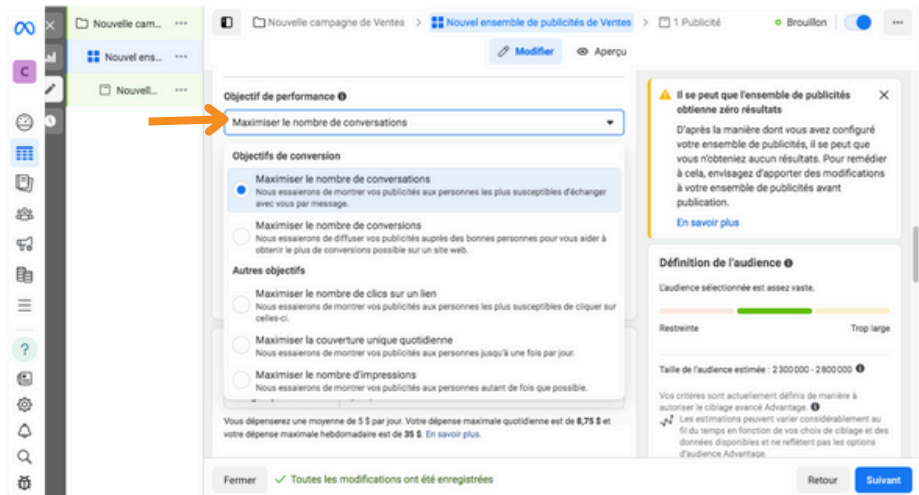 Nouvelle cam... ···
Nouvelle campagne de Ventes > Nouvel ensemble de publicités de Ventes > 1 Publicité
Brouillon
Nouvel ens... ···
Modifier
Aperçu
C
Nouvell... ···
Objectif de performance
Maximiser le nombre de conversations
Objectifs de conversion
Maximiser le nombre de conversations
Nous essaierons de montrer vos publicités aux personnes les plus susceptibles d'échanger
avec vous par message.
Maximiser le nombre de conversions
Nous essaierons de diffuser vos publicités auprès des bonnes personnes pour vous aider à
obtenir le plus de conversions possible sur un site web.
Autres objectifs
Maximiser le nombre de clics sur un lien
Nous essaierons de montrer vos publicités aux personnes les plus susceptibles de cliquer sur
celles-ci.
Maximiser la couverture unique quotidienne
Nous essaierons de montrer vos publicités aux personnes jusqu'à une fois par jour.
Maximiser le nombre d'impressions
Nous essaierons de montrer vos publicités aux personnes autant de fois que possible.
Vous dépenserez une moyenne de 5 $ par jour. Votre dépense maximale quotidienne est de 8,75 $ et
votre dépense maximale hebdomadaire est de 35 $. En savoir plus.
Il se peut que l'ensemble de publicités
obtienne zéro résultats
D'après la manière dont vous avez configuré
votre ensemble de publicités, il se peut que
vous n'obteniez aucun résultats. Pour remédier
à cela, envisagez d'apporter des modifications
à votre ensemble de publicités avant
publication.
En savoir plus
Définition de l'audience
L'audience sélectionnée est assez vaste.
Restreinte
Trop large
Taille de l'audience estimée : 2 300 000 - 2 800 000
Vos critères sont actuellement définis de manière à
autoriser le ciblage avancé Advantage.
Les estimations peuvent varier considérablement au
fil du temps en fonction de vos choix de ciblage et des
données disponibles et ne reflètent pas les options
d'audience Advantage.
Fermer
Toutes les modifications ont été enregistrées
Retour
Suivant